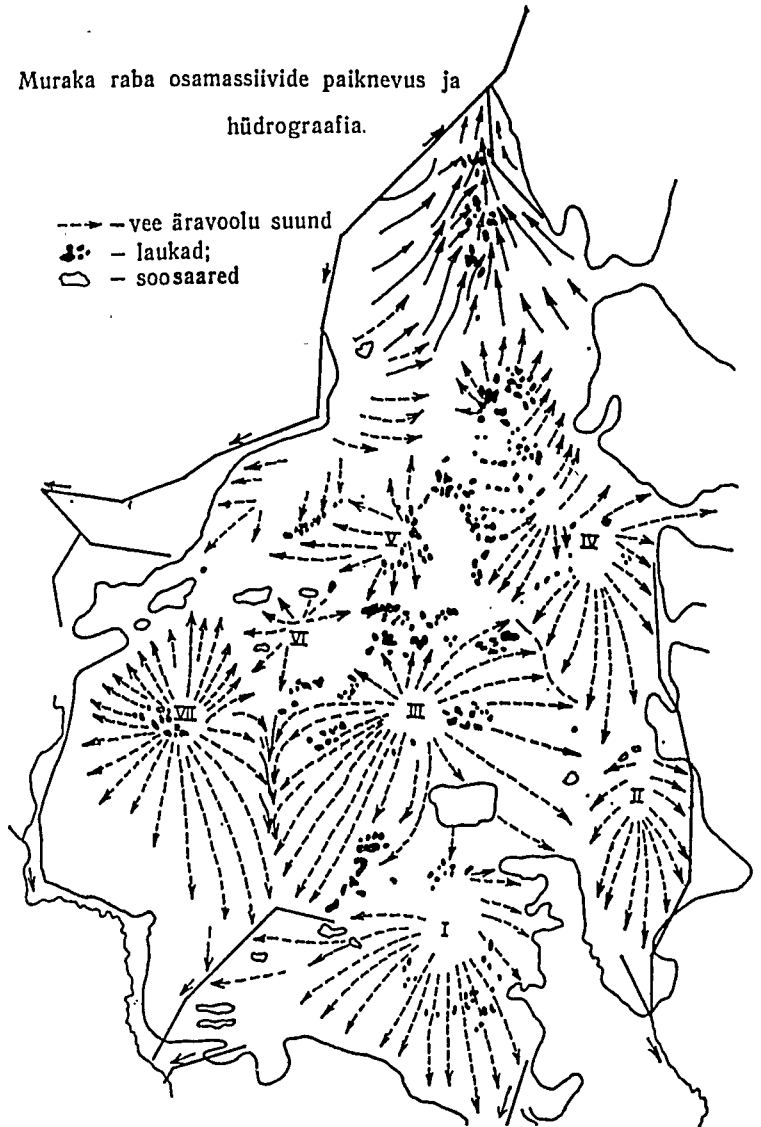 Muraka raba osamassiivide paiknevus ja
hüdrograafia.
– vee äravoolu suund
– laukad;
– soosaared
V
IV
VI
VII
III
II
I